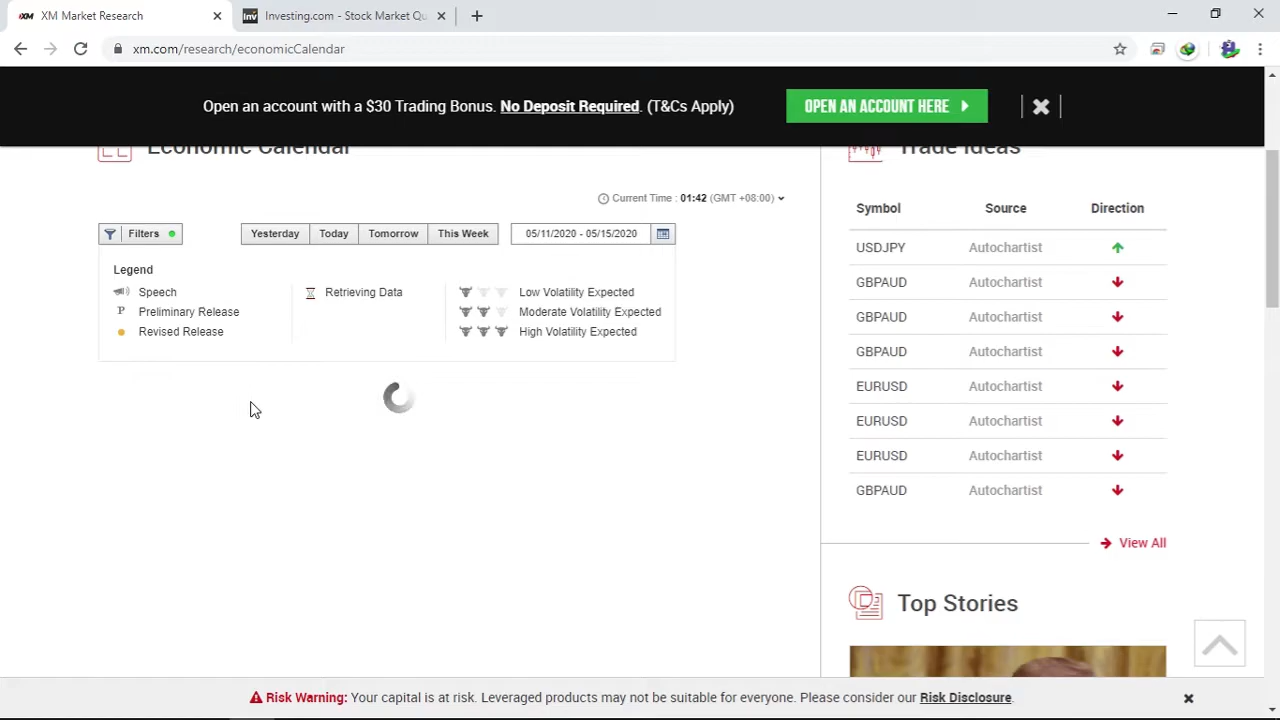 XM XM Market Research
Inv Investing.com - Stock Market Qu
xm.com/research/economicCalendar
Open an account with a $30 Trading Bonus. No Deposit Required. (T&Cs Apply)
OPEN AN ACCOUNT HERE
Economic Calendar
Current Time : 01:42 (GMT +08:00)
Filters
Yesterday
Today
Tomorrow
This Week
05/11/2020 - 05/15/2020
Legend
Speech
P Preliminary Release
Revised Release
Retrieving Data
Low Volatility Expected
Moderate Volatility Expected
High Volatility Expected
Trade Ideas
Symbol Source Direction
USDJPY Autochartist
GBPAUD Autochartist
GBPAUD Autochartist
GBPAUD Autochartist
EURUSD Autochartist
EURUSD Autochartist
EURUSD Autochartist
GBPAUD Autochartist
View All
Top Stories
Risk Warning: Your capital is at risk. Leveraged products may not be suitable for everyone. Please consider our Risk Disclosure.